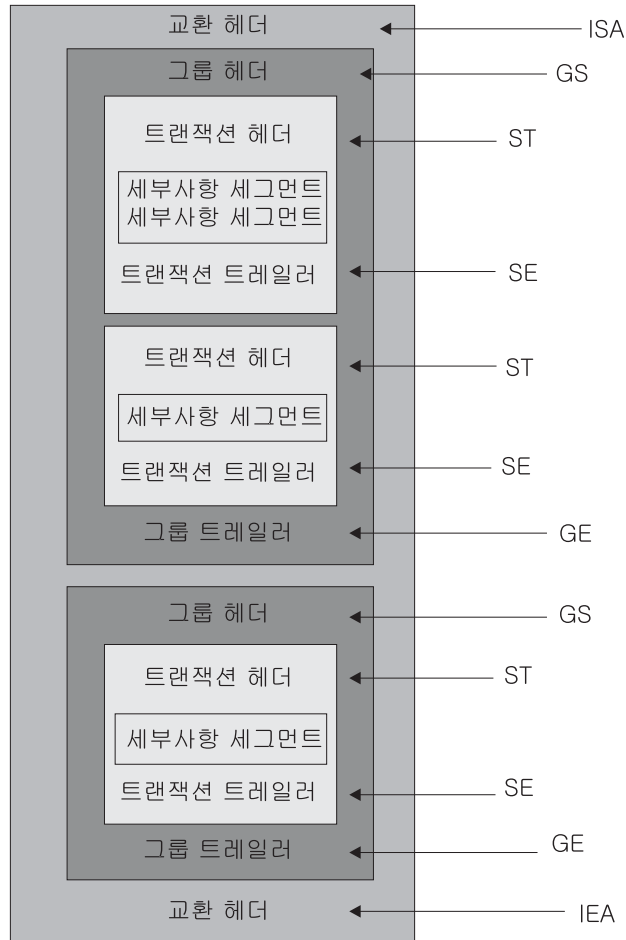 교환 헤더 ISA
그룹 헤더 GS
트랜잭션 헤더 ST
세부사항 세그먼트
세부사항 세그먼트
트랜잭션 트레일러 SE
트랜잭션 헤더 ST
세부사항 세그먼트
트랜잭션 트레일러 SE
그룹 트레일러 GE
그룹 헤더 GS
트랜잭션 헤더 ST
세부사항 세그먼트
트랜잭션 트레일러 SE
그룹 트레일러 GE
교환 헤더 IEA